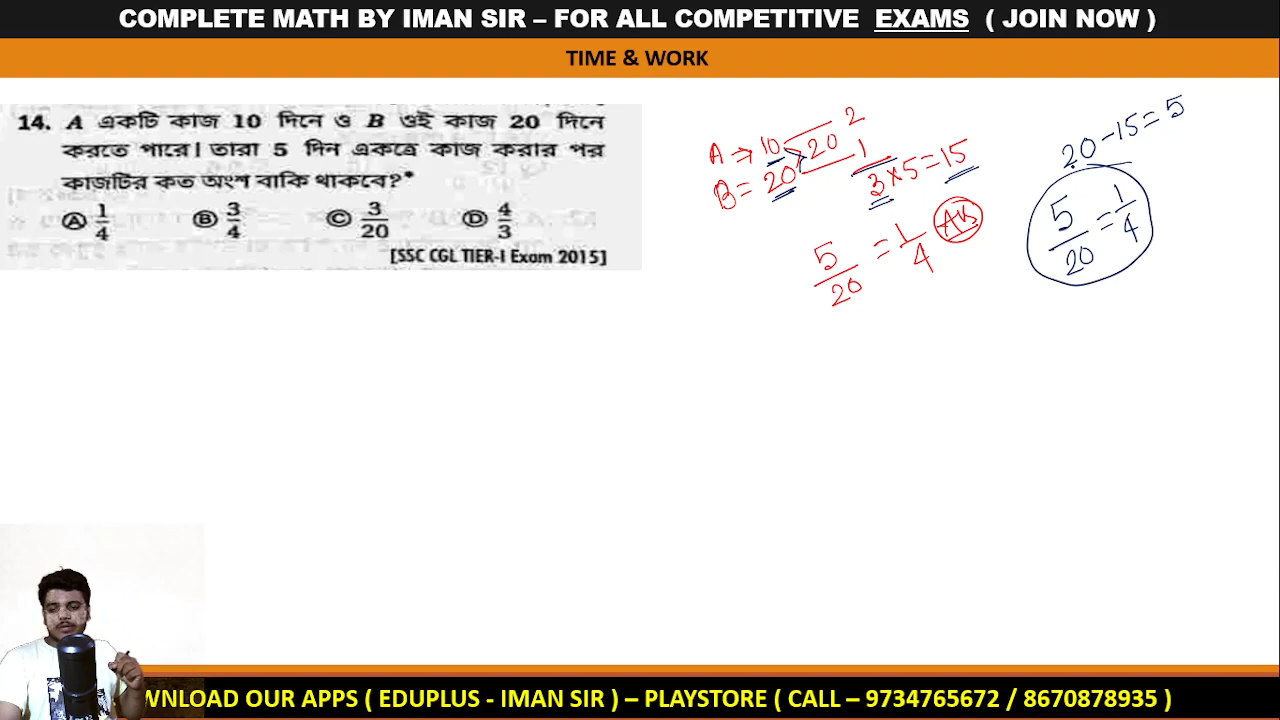 COMPLETE MATH BY IMAN SIR – FOR ALL COMPETITIVE EXAMS ( JOIN NOW )
TIME & WORK
14. A একটি কাজ 10 দিনে ও B ওই কাজ 20 দিনে
করতে পারে। তারা 5 দিন একত্রে কাজ করার পর
কাজটির কত অংশ বাকি থাকবে?*
Ⓐ 1/4 Ⓑ 3/4 Ⓒ 3/20 Ⓓ 4/3
[SSC CGL TIER-I Exam 2015]
A → 10 > 20 2
B = 20 1
3 × 5 = 15
5/20 = 1/4 Ans
20 - 15 = 5
5/20 = 1/4
WNLOAD OUR APPS ( EDUPLUS - IMAN SIR ) – PLAYSTORE ( CALL – 9734765672 / 8670878935 )